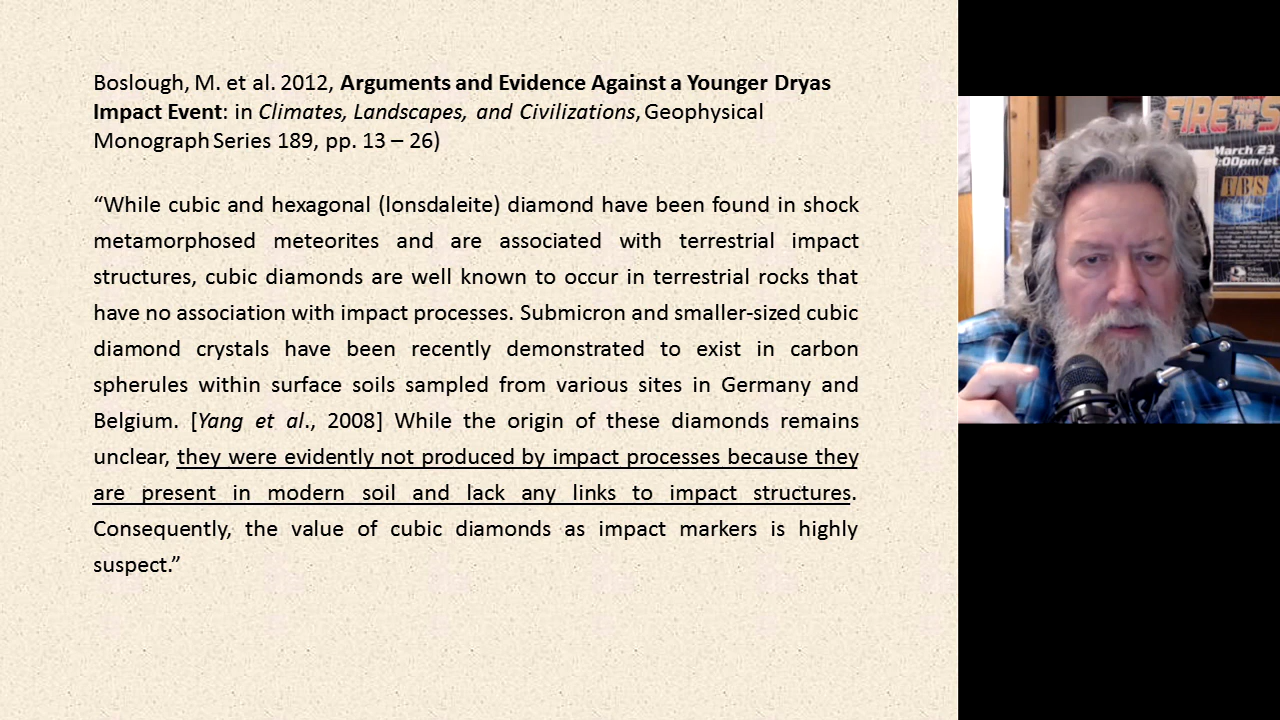 Boslough, M. et al. 2012, Arguments and Evidence Against a Younger Dryas
Impact Event: in Climates, Landscapes, and Civilizations, Geophysical
Monograph Series 189, pp. 13 – 26)
“While cubic and hexagonal (lonsdaleite) diamond have been found in shock
metamorphosed meteorites and are associated with terrestrial impact
structures, cubic diamonds are well known to occur in terrestrial rocks that
have no association with impact processes. Submicron and smaller-sized cubic
diamond crystals have been recently demonstrated to exist in carbon
spherules within surface soils sampled from various sites in Germany and
Belgium. [Yang et al., 2008] While the origin of these diamonds remains
unclear, they were evidently not produced by impact processes because they
are present in modern soil and lack any links to impact structures.
Consequently, the value of cubic diamonds as impact markers is highly
suspect.”
FIRE FROM THE
March 23
:00pm/et
TBS